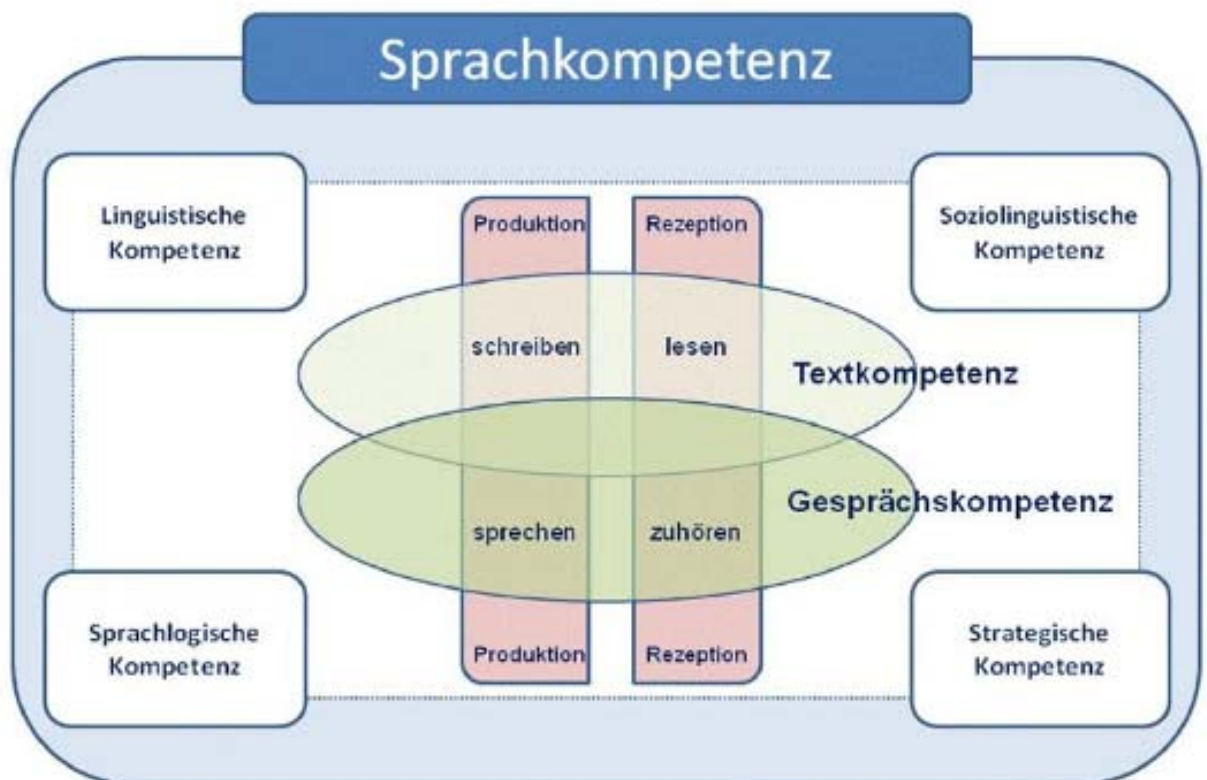 Sprachkompetenz
Linguistische
Kompetenz
Soziolinguistische
Kompetenz
Produktion
Rezeption
schreiben
lesen
Textkompetenz
Gesprächskompetenz
sprechen
zuhören
Sprachlogische
Kompetenz
Strategische
Kompetenz
Produktion
Rezeption